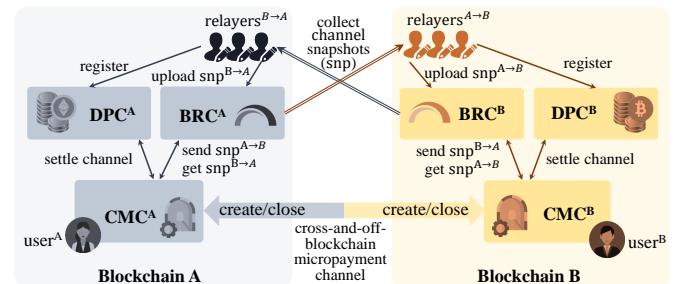 relayers^{B→A}
collect
channel
snapshots
(snp)
relayers^{A→B}
register
upload snp^{B→A}
upload snp^{A→B}
register
DPC^A
BRC^A
BRC^B
DPC^B
settle channel
send snp^{A→B}
get snp^{B→A}
send snp^{B→A}
get snp^{A→B}
settle channel
CMC^A
create/close
create/close
CMC^B
user^A
cross-and-off-
blockchain
micropayment
channel
user^B
Blockchain A
Blockchain B